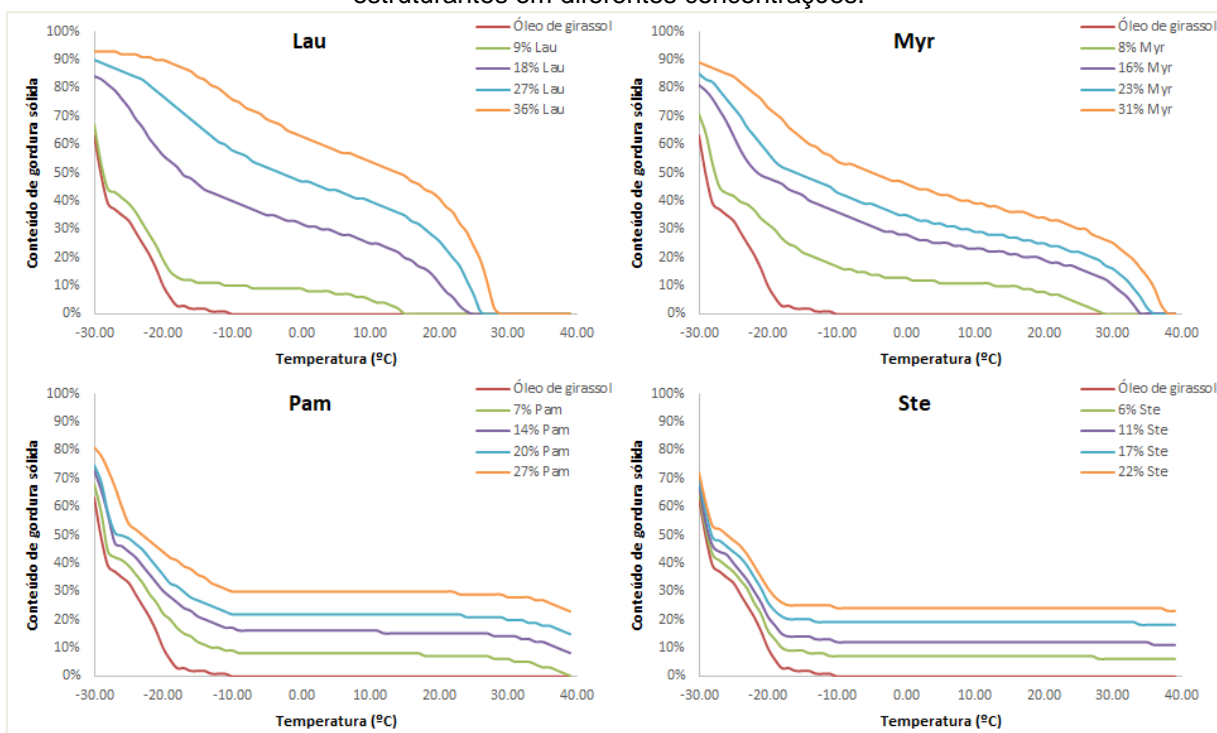 estruturantes em diferentes concentrações.
Lau
Óleo de girassol
9% Lau
18% Lau
27% Lau
36% Lau
Conteúdo de gordura sólida
100%
90%
80%
70%
60%
50%
40%
30%
20%
10%
0%
-30.00 -20.00 -10.00 0.00 10.00 20.00 30.00 40.00
Temperatura (ºC)
Myr
Óleo de girassol
8% Myr
16% Myr
23% Myr
31% Myr
Conteúdo de gordura sólida
100%
90%
80%
70%
60%
50%
40%
30%
20%
10%
0%
-30.00 -20.00 -10.00 0.00 10.00 20.00 30.00 40.00
Temperatura (ºC)
Pam
Óleo de girassol
7% Pam
14% Pam
20% Pam
27% Pam
Conteúdo de gordura sólida
100%
90%
80%
70%
60%
50%
40%
30%
20%
10%
0%
-30.00 -20.00 -10.00 0.00 10.00 20.00 30.00 40.00
Temperatura (ºC)
Ste
Óleo de girassol
6% Ste
11% Ste
17% Ste
22% Ste
Conteúdo de gordura sólida
100%
90%
80%
70%
60%
50%
40%
30%
20%
10%
0%
-30.00 -20.00 -10.00 0.00 10.00 20.00 30.00 40.00
Temperatura (ºC)